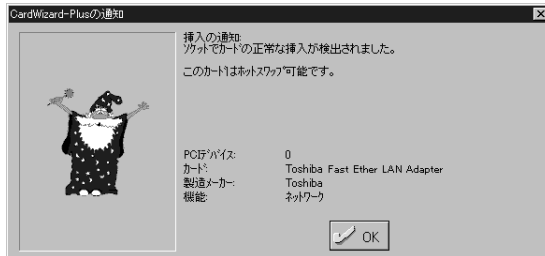 CardWizard-Plusの通知
挿入の通知:
ソケットでカードの正常な挿入が検出されました。
このカードはホットスワップ可能です。
PCIデバイス: 0
カード: Toshiba Fast Ether LAN Adapter
製造メーカー: Toshiba
機能: ネットワーク
OK